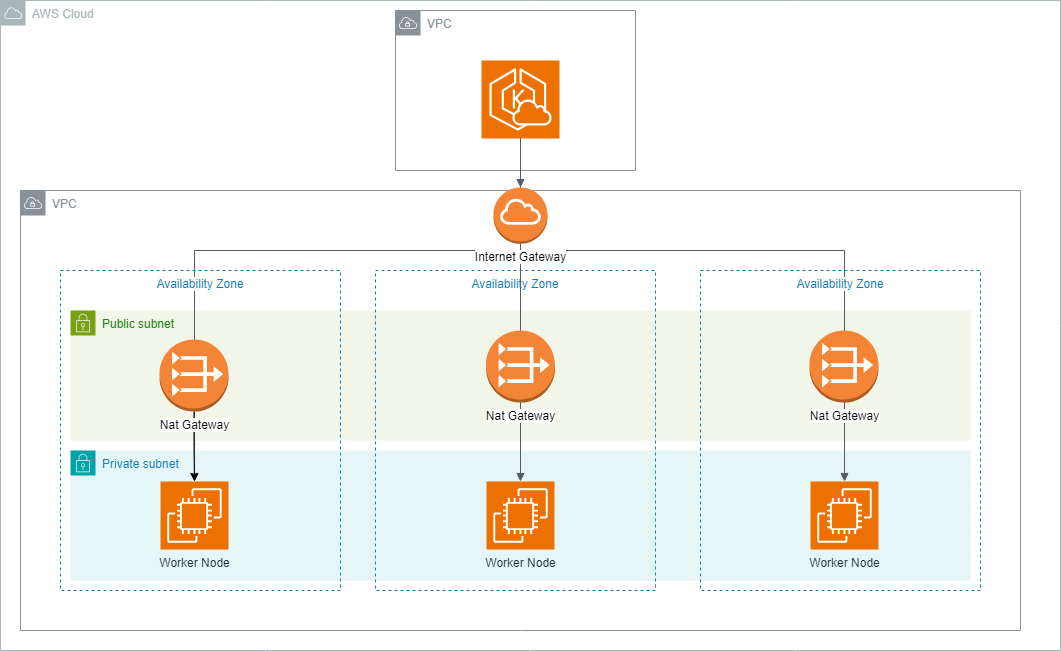 AWS Cloud
VPC
K
VPC
Internet Gateway
Availability Zone
Availability Zone
Availability Zone
Public subnet
Nat Gateway
Nat Gateway
Nat Gateway
Private subnet
Worker Node
Worker Node
Worker Node